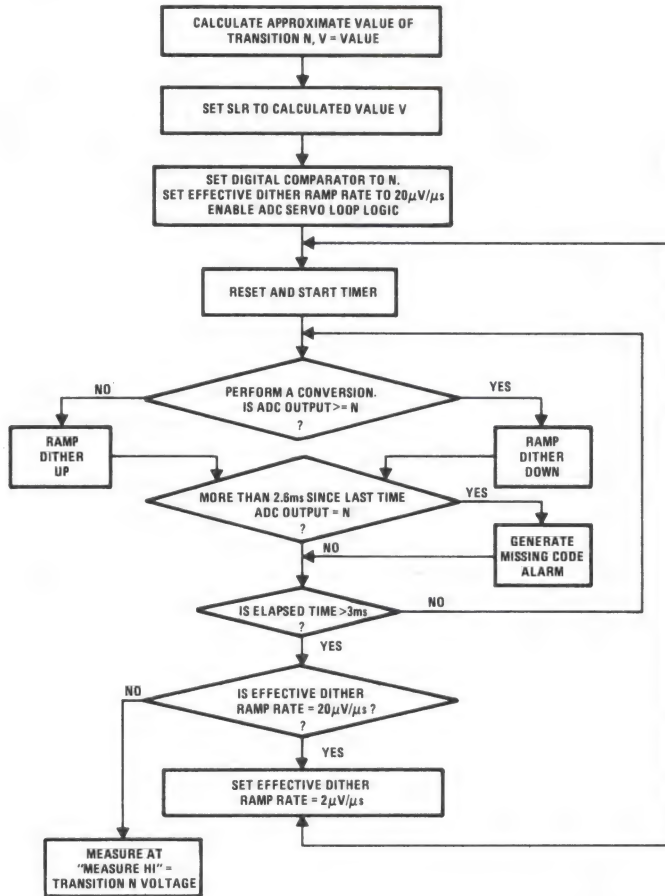 CALCULATE APPROXIMATE VALUE OF
TRANSITION N, V = VALUE
SET SLR TO CALCULATED VALUE V
SET DIGITAL COMPARATOR TO N.
SET EFFECTIVE DITHER RAMP RATE TO 20μV/μs
ENABLE ADC SERVO LOOP LOGIC
RESET AND START TIMER
NO
PERFORM A CONVERSION.
IS ADC OUTPUT>= N
?
YES
RAMP
DITHER
UP
RAMP
DITHER
DOWN
MORE THAN 2.6ms SINCE LAST TIME
ADC OUTPUT = N
?
YES
NO
GENERATE
MISSING CODE
ALARM
IS ELAPSED TIME >3ms
?
NO
YES
NO
IS EFFECTIVE DITHER
RAMP RATE = 20μV/μs ?
?
YES
SET EFFECTIVE DITHER
RAMP RATE = 2μV/μs
MEASURE AT
"MEASURE HI" =
TRANSITION N VOLTAGE